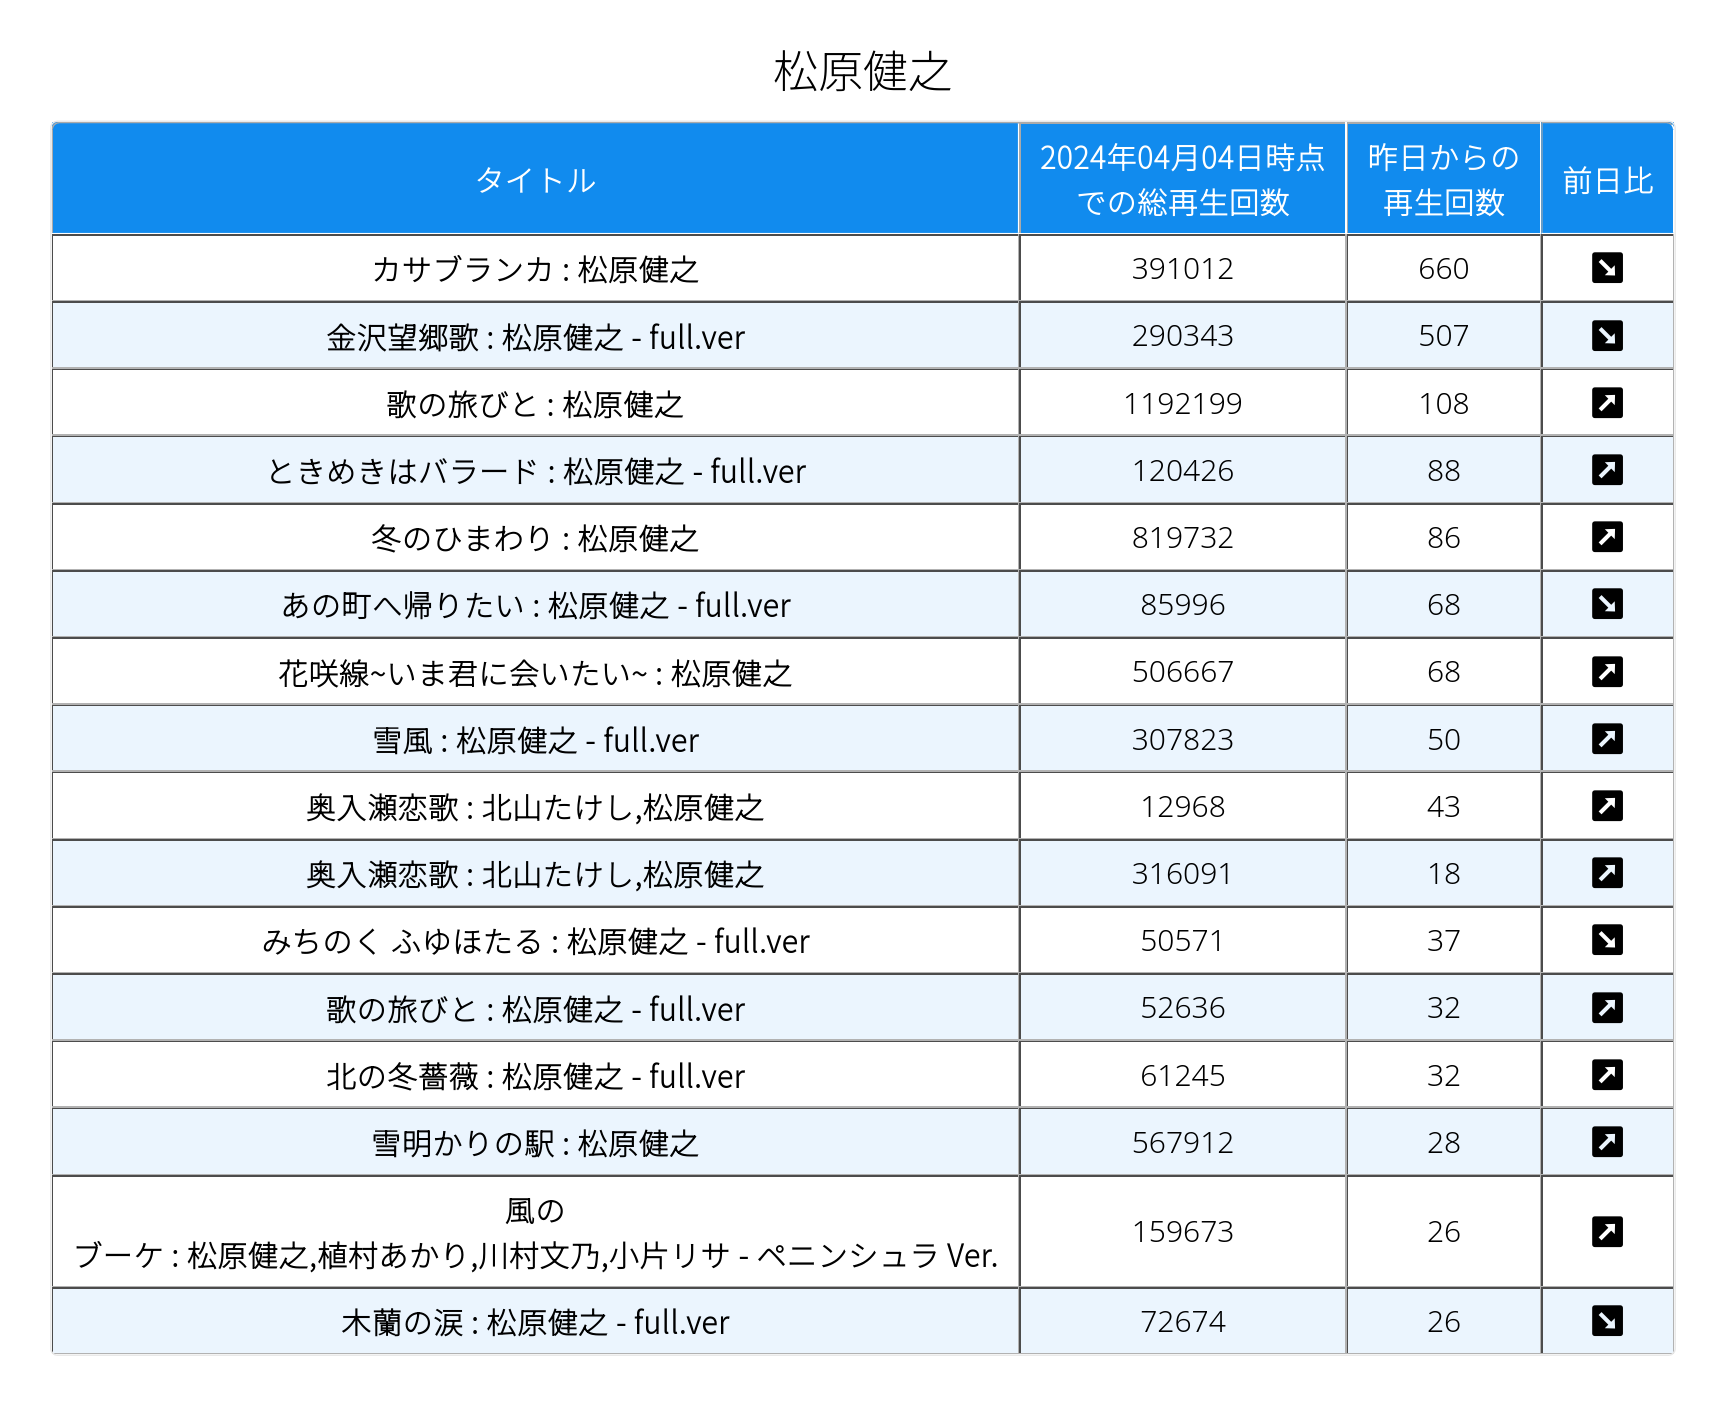 松原健之
タイトル
2024年04月04日時点
での総再生回数
昨日からの
再生回数
前日比
カサブランカ : 松原健之 391012 660
金沢望郷歌 : 松原健之 - full.ver 290343 507
歌の旅びと : 松原健之 1192199 108
ときめきはバラード : 松原健之 - full.ver 120426 88
冬のひまわり : 松原健之 819732 86
あの町へ帰りたい : 松原健之 - full.ver 85996 68
花咲線~いま君に会いたい~ : 松原健之 506667 68
雪風 : 松原健之 - full.ver 307823 50
奥入瀬恋歌 : 北山たけし,松原健之 12968 43
奥入瀬恋歌 : 北山たけし,松原健之 316091 18
みちのく ふゆほたる : 松原健之 - full.ver 50571 37
歌の旅びと : 松原健之 - full.ver 52636 32
北の冬薔薇 : 松原健之 - full.ver 61245 32
雪明かりの駅 : 松原健之 567912 28
風の
ブーケ : 松原健之,植村あかり,川村文乃,小片リサ - ペニンシュラ Ver. 159673 26
木蘭の涙 : 松原健之 - full.ver 72674 26